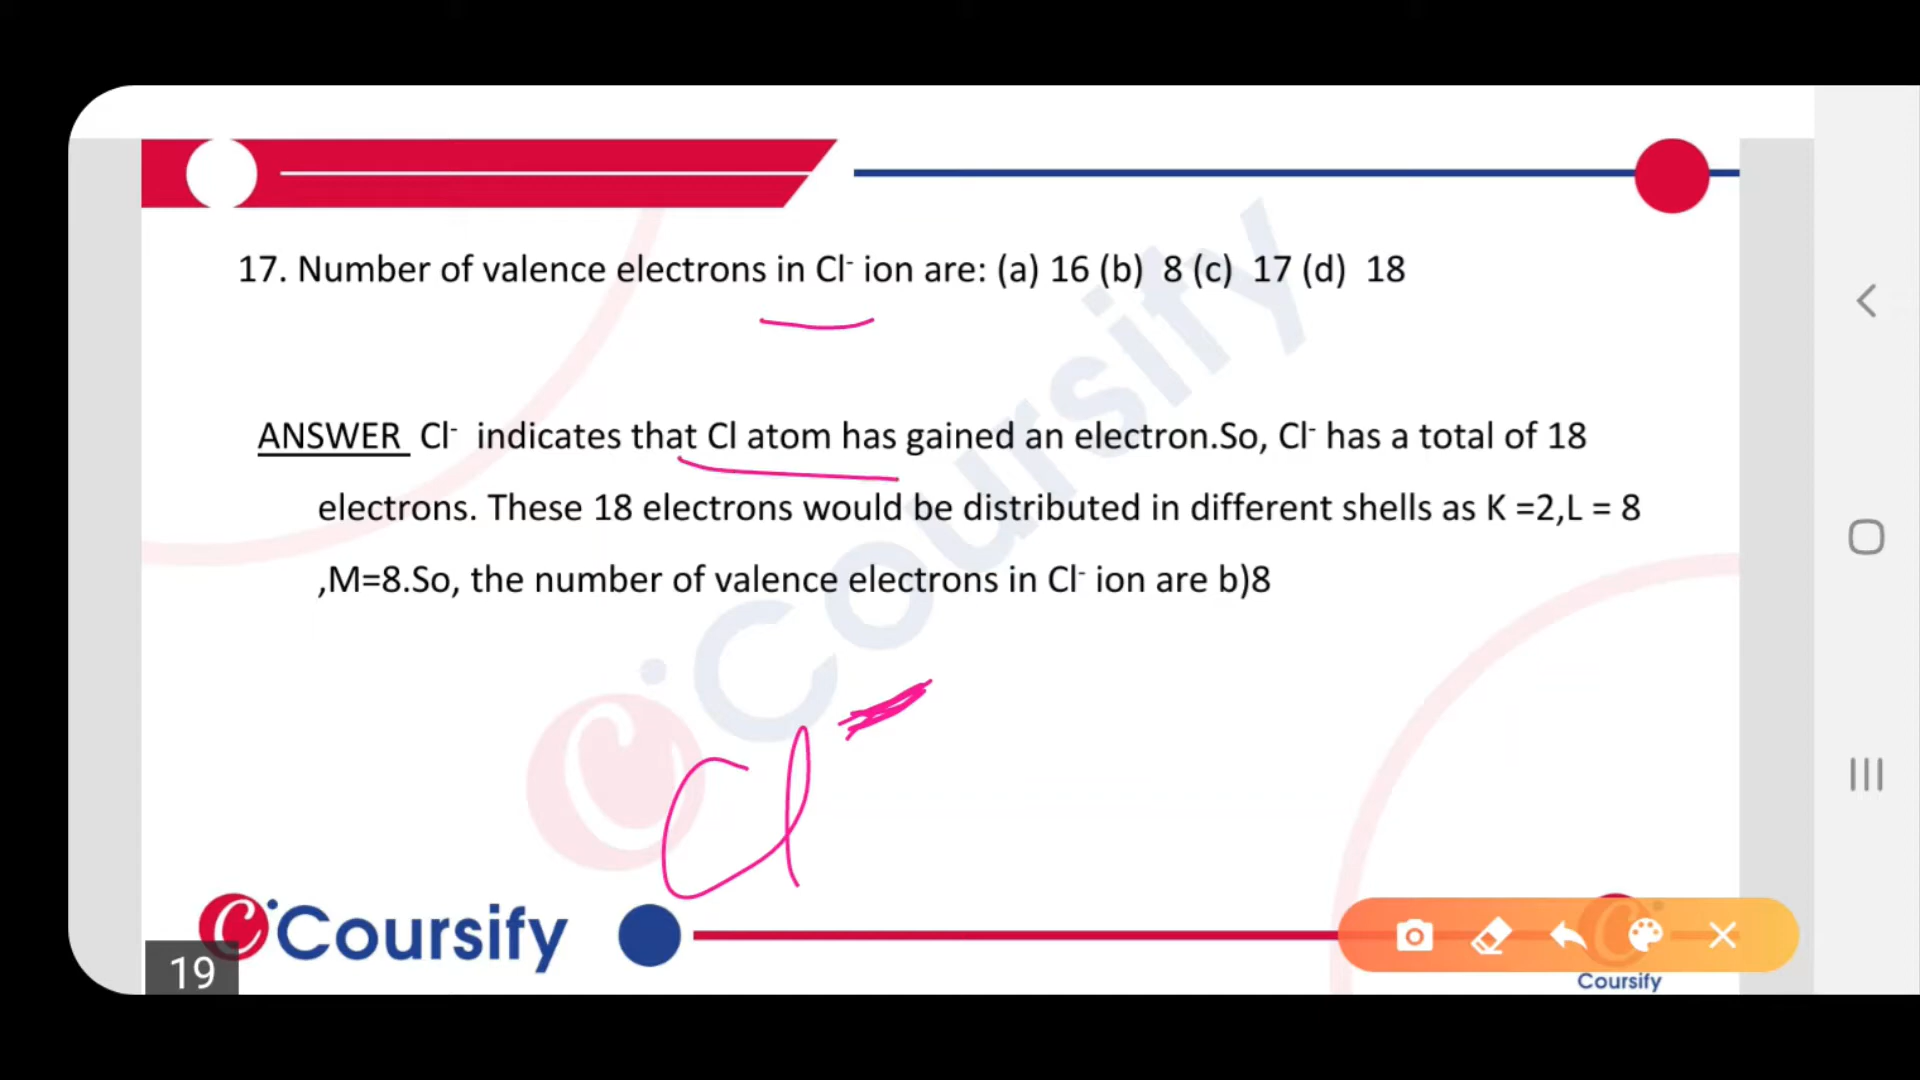 17. Number of valence electrons in Cl⁻ ion are: (a) 16 (b) 8 (c) 17 (d) 18
ANSWER Cl⁻ indicates that Cl atom has gained an electron.So, Cl⁻ has a total of 18
electrons. These 18 electrons would be distributed in different shells as K =2,L = 8
,M=8.So, the number of valence electrons in Cl⁻ ion are b)8
Coursify
Cl⁻
Coursify
19
Coursify